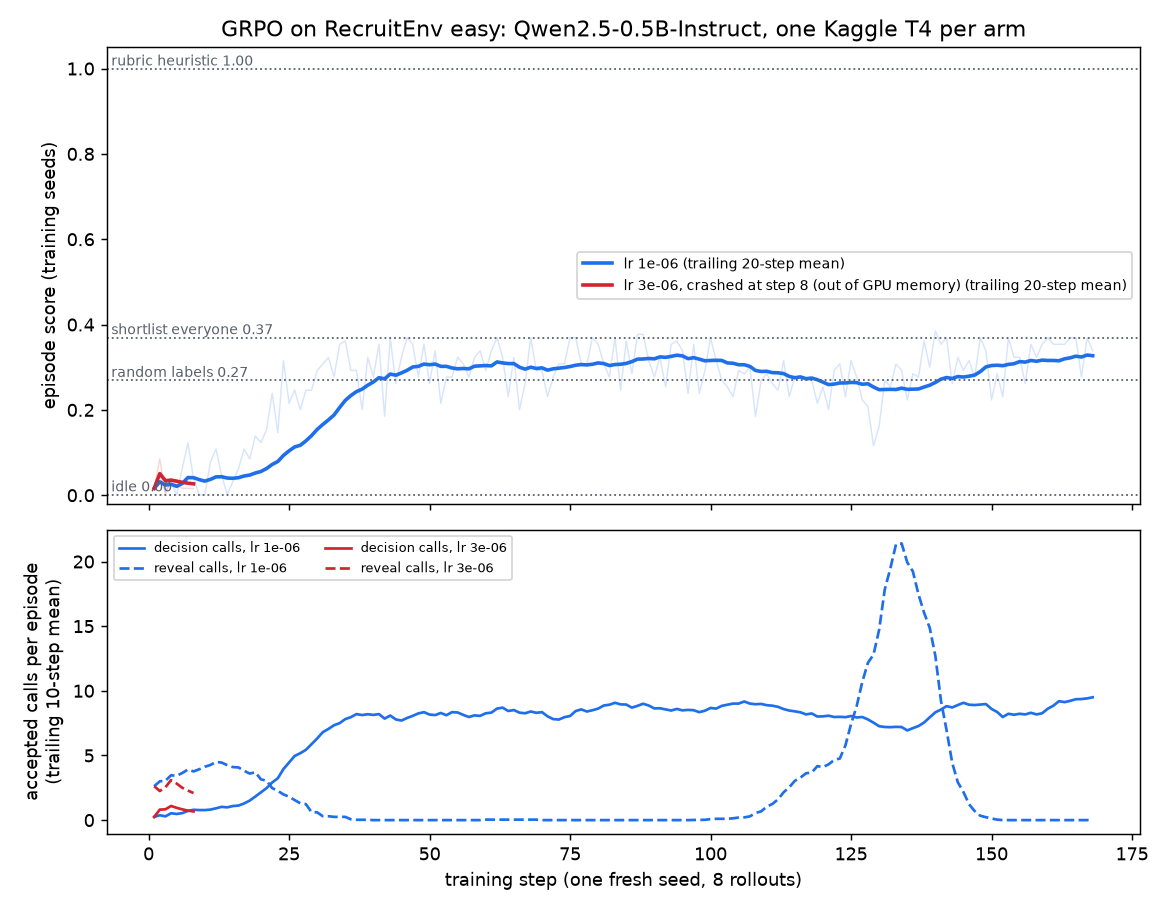 GRPO on RecruitEnv easy: Qwen2.5-0.5B-Instruct, one Kaggle T4 per arm
episode score (training seeds)
1.0
0.8
0.6
0.4
0.2
0.0
rubric heuristic 1.00
shortlist everyone 0.37
random labels 0.27
idle 0.00
lr 1e-06 (trailing 20-step mean)
lr 3e-06, crashed at step 8 (out of GPU memory) (trailing 20-step mean)
accepted calls per episode
(trailing 10-step mean)
20
15
10
5
0
decision calls, lr 1e-06
reveal calls, lr 1e-06
decision calls, lr 3e-06
reveal calls, lr 3e-06
0 25 50 75 100 125 150 175
training step (one fresh seed, 8 rollouts)